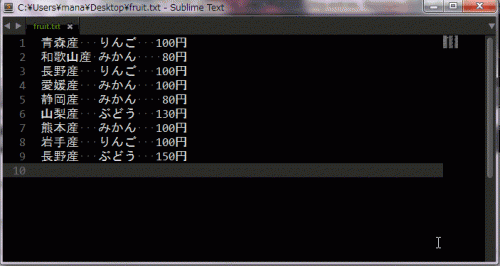 C:¥Users¥mana¥Desktop¥fruit.txt - Sublime Text
fruit.txt
1 青森産 りんご 100円
2 和歌山産 みかん 80円
3 長野産 りんご 100円
4 愛媛産 みかん 100円
5 静岡産 みかん 80円
6 山梨産 ぶどう 130円
7 熊本産 みかん 100円
8 岩手産 りんご 100円
9 長野産 ぶどう 150円
10